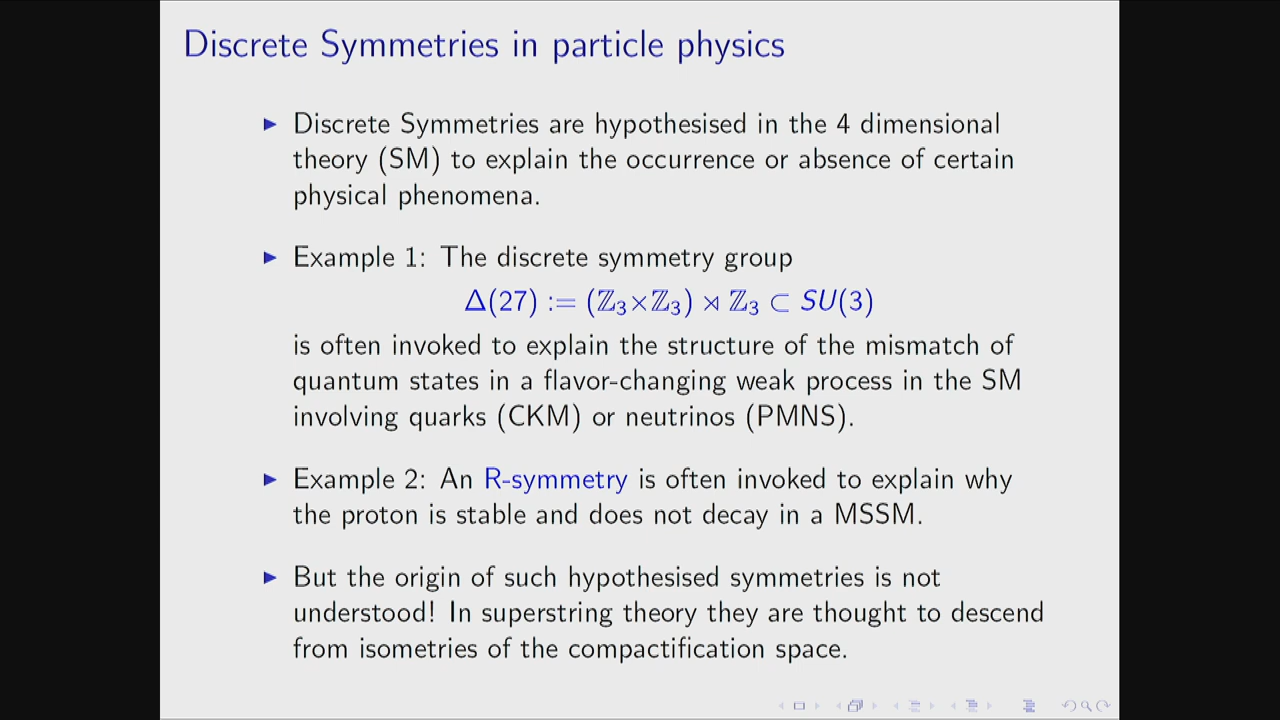 Discrete Symmetries in particle physics
▶ Discrete Symmetries are hypothesised in the 4 dimensional
theory (SM) to explain the occurrence or absence of certain
physical phenomena.
▶ Example 1: The discrete symmetry group
Δ(27) := (ℤ₃×ℤ₃) ⋊ ℤ₃ ⊂ SU(3)
is often invoked to explain the structure of the mismatch of
quantum states in a flavor-changing weak process in the SM
involving quarks (CKM) or neutrinos (PMNS).
▶ Example 2: An R-symmetry is often invoked to explain why
the proton is stable and does not decay in a MSSM.
▶ But the origin of such hypothesised symmetries is not
understood! In superstring theory they are thought to descend
from isometries of the compactification space.